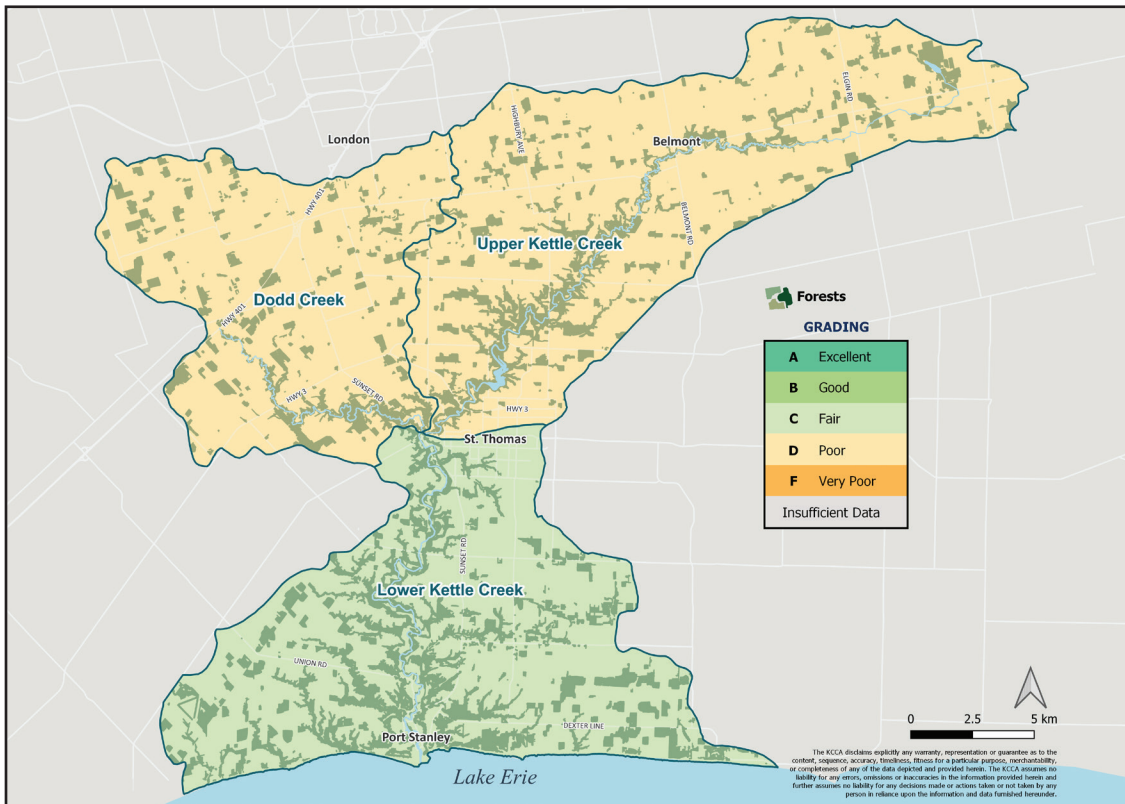 London
HIGHBURY AVE
ELGIN RD
Belmont
HWY 401
BELMONT RD
Upper Kettle Creek
Dodd Creek
HWY 401
Forests
GRADING
A Excellent
B Good
C Fair
D Poor
F Very Poor
Insufficient Data
HWY 3
SUNSET RD
HWY 3
St. Thomas
SUNSET RD
Lower Kettle Creek
UNION RD
DEXTER LINE
Port Stanley
Lake Erie
0 2.5 5 km
The KCCA disclaims explicitly any warranty, representation or guarantee as to the
content, sequence, accuracy, timeliness, fitness for a particular purpose, merchantability,
or completeness of any of the data depicted and provided herein. The KCCA assumes no
liability for any errors, omissions or inaccuracies in the information provided herein and
further assumes no liability for any decisions made or actions taken or not taken by any
person in reliance upon the information and data furnished hereunder.